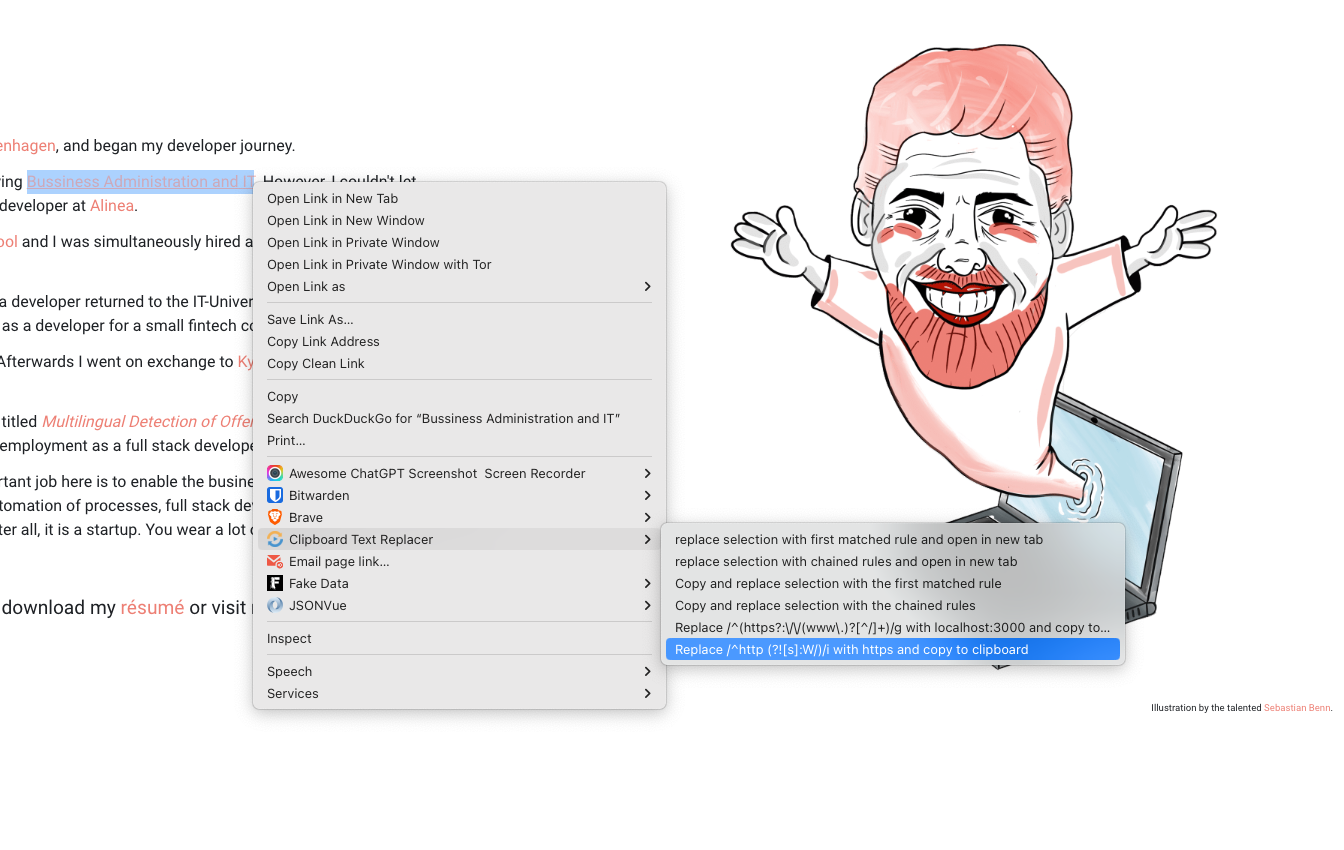 enhagen, and began my developer journey.
ing Bussiness Administration and IT. However, I couldn't let
developer at Alinea.
ool and I was simultaneously hired a
a developer returned to the IT-Univer
as a developer for a small fintech co
Afterwards I went on exchange to Ky
titled Multilingual Detection of Offer
employment as a full stack develope
rtant job here is to enable the busine
tomation of processes, full stack dev
ter all, it is a startup. You wear a lot o
download my résumé or visit
Open Link in New Tab
Open Link in New Window
Open Link in Private Window
Open Link in Private Window with Tor
Open Link as
Save Link As…
Copy Link Address
Copy Clean Link
Copy
Search DuckDuckGo for “Bussiness Administration and IT”
Print…
Awesome ChatGPT Screenshot  Screen Recorder
Bitwarden
Brave
Clipboard Text Replacer
Email page link…
Fake Data
JSONVue
Inspect
Speech
Services
replace selection with first matched rule and open in new tab
replace selection with chained rules and open in new tab
Copy and replace selection with the first matched rule
Copy and replace selection with the chained rules
Replace /^(https?:\/\/(www\.)?[^/]+)/g with localhost:3000 and copy to…
Replace /^http (?![s]:W/)/i with https and copy to clipboard
Illustration by the talented Sebastian Benn.